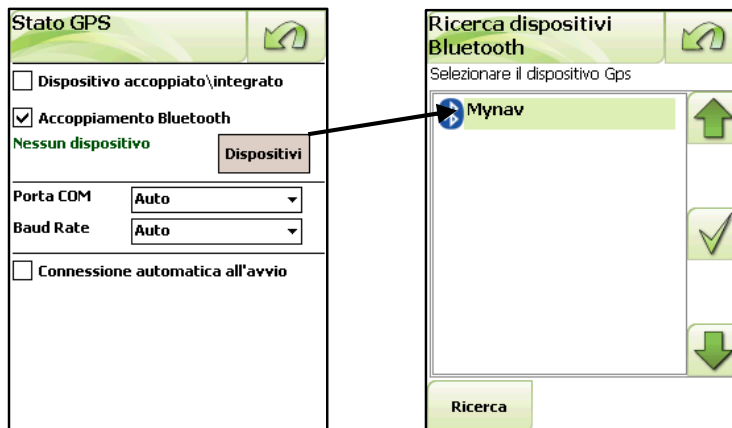 Stato GPS
Dispositivo accoppiato\integrato
Accoppiamento Bluetooth
Nessun dispositivo
Dispositivi
Porta COM
Auto
Baud Rate
Auto
Connessione automatica all'avvio
Ricerca dispositivi
Bluetooth
Selezionare il dispositivo Gps
Mynav
Ricerca